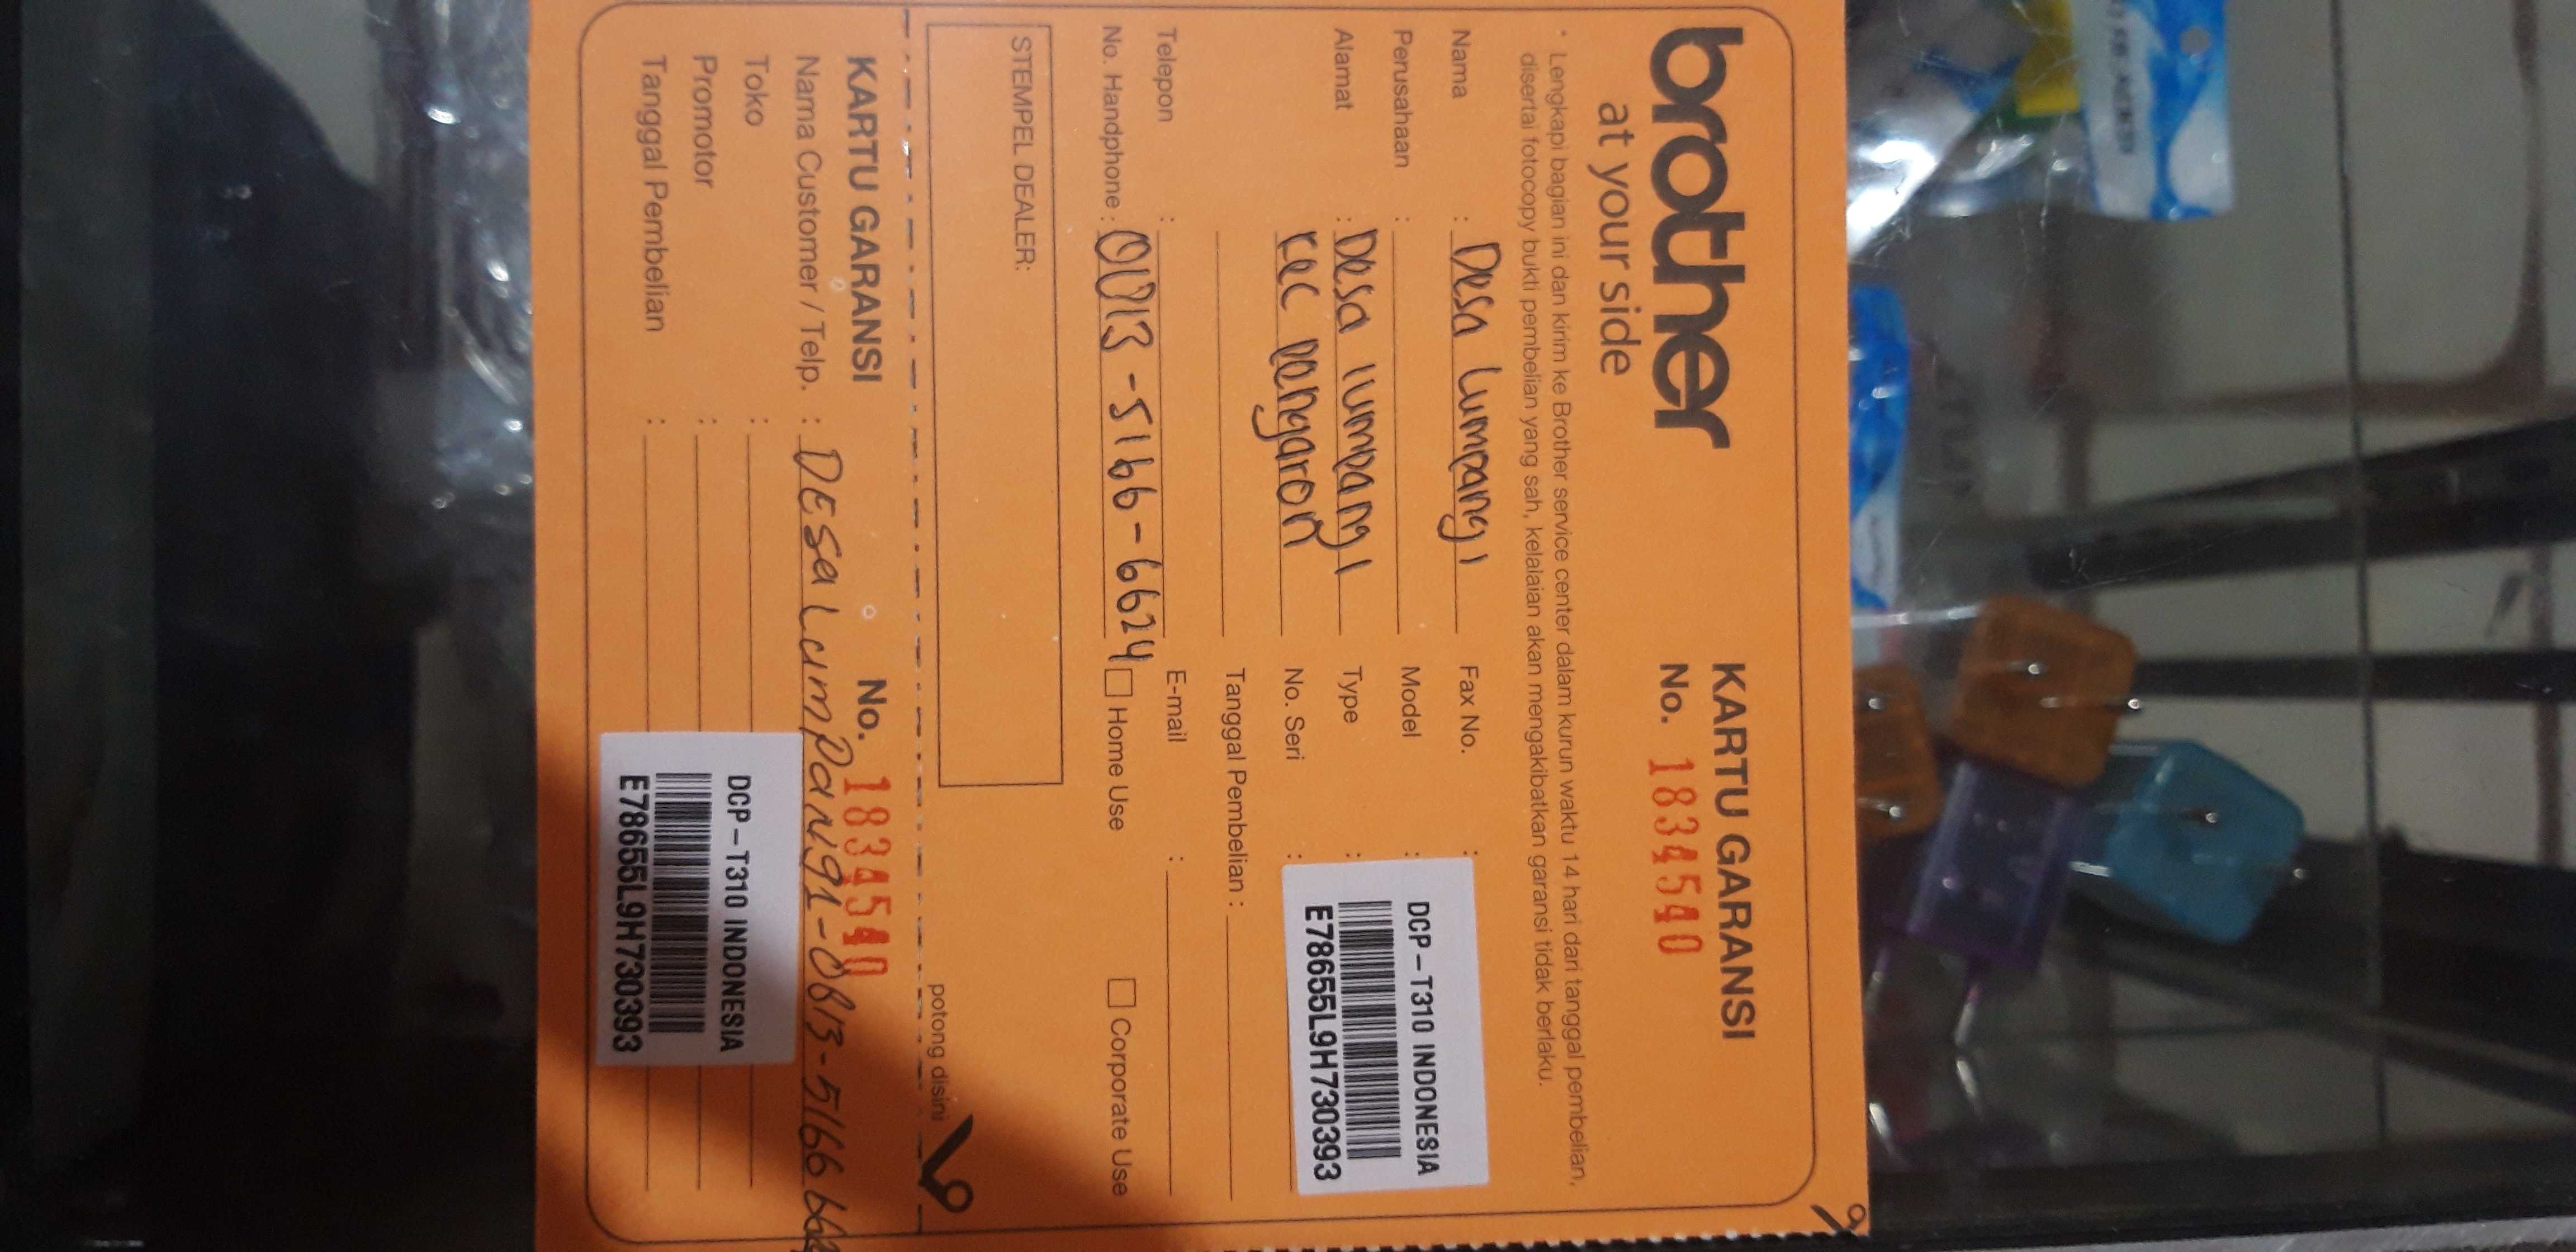 brother
at your side
KARTU GARANSI
No. 1834540
* Lengkapi bagian ini dan kirim ke Brother service center dalam kurun waktu 14 hari dari tanggal pembelian,
disertai fotocopy bukti pembelian yang sah, kelalaian akan mengakibatkan garansi tidak berlaku.
Nama : Desa Lumpangi
Fax No. :
Perusahaan :
Model : DCP-T310 INDONESIA
Alamat : Desa Lumpangi
Type :
kec pengaron
No. Seri : E78655L9H730393
Tanggal Pembelian :
Telepon :
E-mail :
No. Handphone : 0813-5166-6624
Home Use
Corporate Use
STEMPEL DEALER:
potong disini
KARTU GARANSI
No. 1834540
Nama Customer / Telp. : DESa Lumpangi-0813-5166
Toko :
DCP-T310 INDONESIA
Promotor :
Tanggal Pembelian :
E78655L9H730393